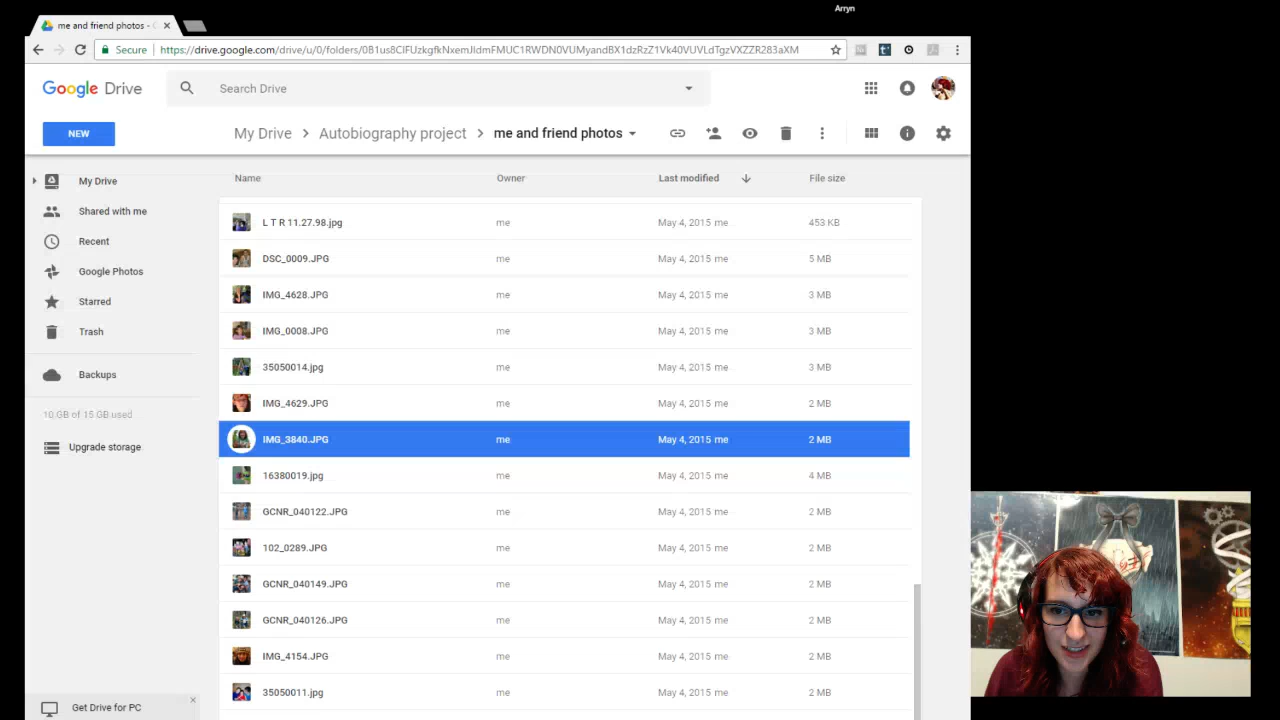 Arryn
me and friend photos -
Secure
https://drive.google.com/drive/u/0/folders/
Google Drive
Search Drive
NEW
My Drive > Autobiography project > me and friend photos
My Drive
Shared with me
Recent
Google Photos
Starred
Trash
Backups
10 GB of 15 GB used
Upgrade storage
Get Drive for PC
Name Owner Last modified File size
L T R 11.27.98.jpg me May 4, 2015 me 453 KB
DSC_0009.JPG me May 4, 2015 me 5 MB
IMG_4628.JPG me May 4, 2015 me 3 MB
IMG_0008.JPG me May 4, 2015 me 3 MB
35050014.jpg me May 4, 2015 me 3 MB
IMG_4629.JPG me May 4, 2015 me 2 MB
IMG_3840.JPG me May 4, 2015 me 2 MB
16380019.jpg me May 4, 2015 me 4 MB
GCNR_040122.JPG me May 4, 2015 me 2 MB
102_0289.JPG me May 4, 2015 me 2 MB
GCNR_040149.JPG me May 4, 2015 me 2 MB
GCNR_040126.JPG me May 4, 2015 me 2 MB
IMG_4154.JPG me May 4, 2015 me 2 MB
35050011.jpg me May 4, 2015 me 2 MB